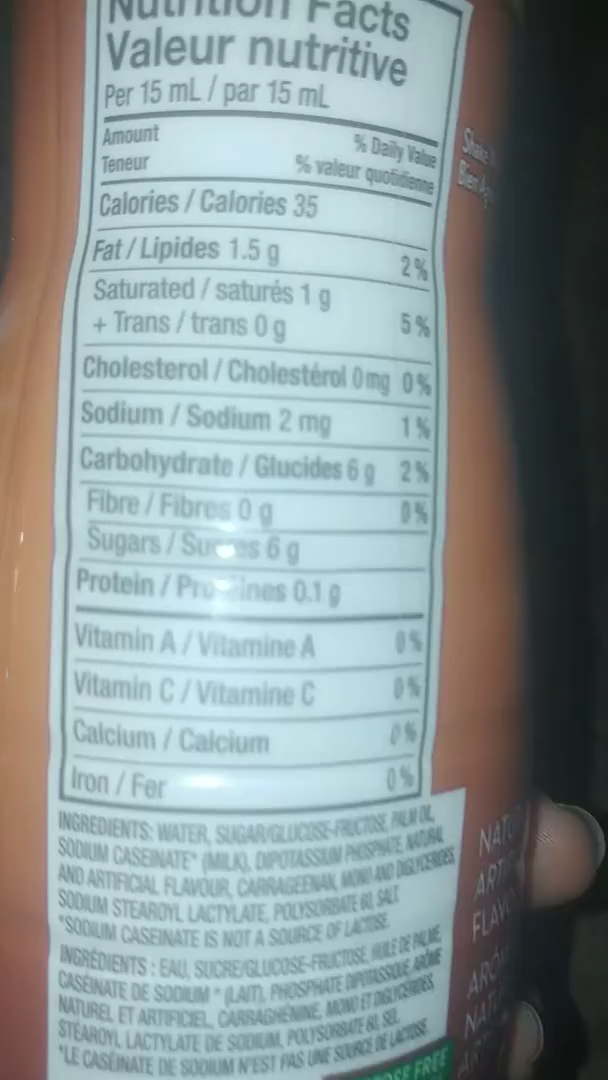 Nutrition Facts
Valeur nutritive
Per 15 mL / par 15 mL
Amount % Daily Value
Teneur % valeur quotidienne
Calories / Calories 35
Fat / Lipides 1.5 g 2 %
Saturated / saturés 1 g
+ Trans / trans 0 g 5 %
Cholesterol / Cholestérol 0 mg 0 %
Sodium / Sodium 2 mg 1 %
Carbohydrate / Glucides 6 g 2 %
Fibre / Fibres 0 g 0 %
Sugars / Sucres 6 g
Protein / Protéines 0.1 g
Vitamin A / Vitamine A 0 %
Vitamin C / Vitamine C 0 %
Calcium / Calcium 0 %
Iron / Fer 0 %
INGREDIENTS: WATER, SUGAR/GLUCOSE-FRUCTOSE, PALM OIL,
SODIUM CASEINATE* (MILK), DIPOTASSIUM PHOSPHATE, NATURAL
AND ARTIFICIAL FLAVOUR, CARRAGEENAN, MONO AND DIGLYCERIDES,
SODIUM STEAROYL LACTYLATE, POLYSORBATE 60, SALT.
*SODIUM CASEINATE IS NOT A SOURCE OF LACTOSE.
INGRÉDIENTS : EAU, SUCRE/GLUCOSE-FRUCTOSE, HUILE DE PALME,
CASÉINATE DE SODIUM * (LAIT), PHOSPHATE DIPOTASSIQUE, ARÔME
NATUREL ET ARTIFICIEL, CARRAGHÉNINE, MONO ET DIGLYCÉRIDES,
STÉAROYL LACTYLATE DE SODIUM, POLYSORBATE 60, SEL.
*LE CASÉINATE DE SODIUM N'EST PAS UNE SOURCE DE LACTOSE.
Shake
Bien
FREE